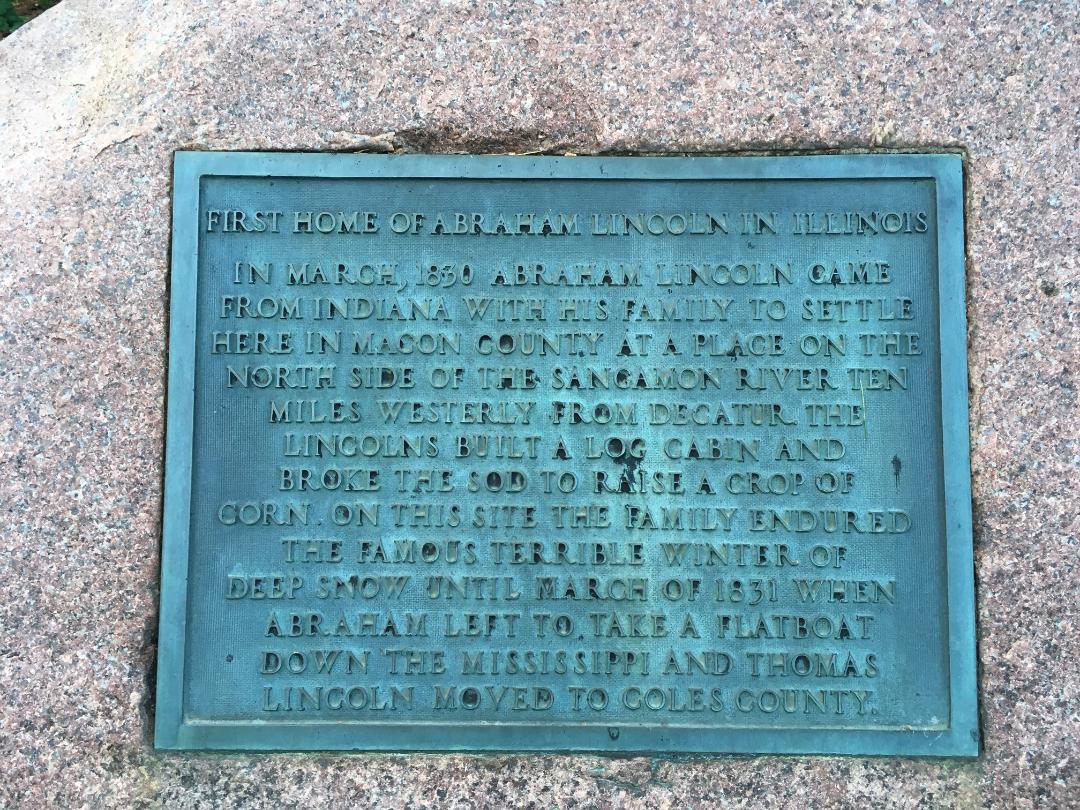 FIRST HOME OF ABRAHAM LINCOLN IN ILLINOIS
IN MARCH, 1830 ABRAHAM LINCOLN CAME
FROM INDIANA WITH HIS FAMILY TO SETTLE
HERE IN MACON COUNTY AT A PLACE ON THE
NORTH SIDE OF THE SANGAMON RIVER TEN
MILES WESTERLY FROM DECATUR. THE
LINCOLNS BUILT A LOG CABIN AND
BROKE THE SOD TO RAISE A CROP OF
CORN. ON THIS SITE THE FAMILY ENDURED
THE FAMOUS TERRIBLE WINTER OF
DEEP SNOW UNTIL MARCH OF 1831 WHEN
ABRAHAM LEFT TO TAKE A FLATBOAT
DOWN THE MISSISSIPPI AND THOMAS
LINCOLN MOVED TO COLES COUNTY.